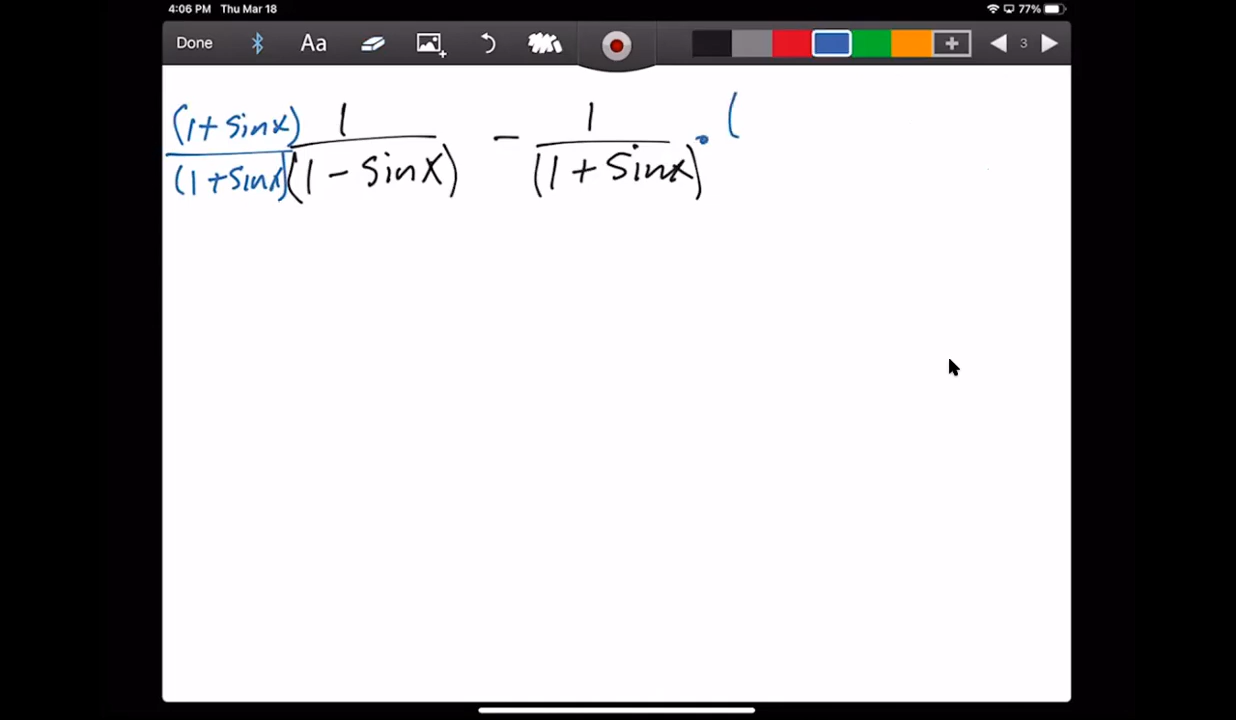 4:06 PM Thu Mar 18 77%
Done Aa 3
(1+sinx) 1 - 1 · (
(1+sinx) (1-sinx) (1+sinx)